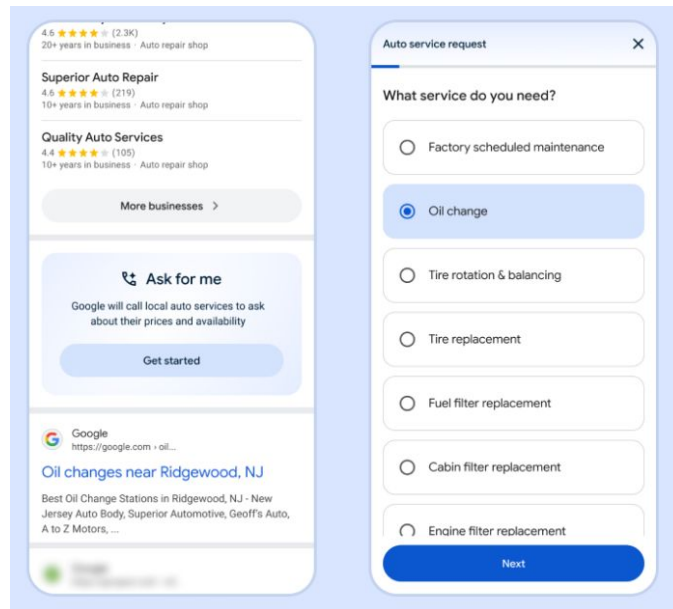 4.6 ★★★★★ (2.3K)
20+ years in business · Auto repair shop
Superior Auto Repair
4.6 ★★★★★ (219)
10+ years in business · Auto repair shop
Quality Auto Services
4.4 ★★★★★ (105)
10+ years in business · Auto repair shop
More businesses >
Ask for me
Google will call local auto services to ask
about their prices and availability
Get started
Google
https://google.com › oil...
Oil changes near Ridgewood, NJ
Best Oil Change Stations in Ridgewood, NJ - New
Jersey Auto Body, Superior Automotive, Geoff's Auto,
A to Z Motors, ...
Auto service request
What service do you need?
Factory scheduled maintenance
Oil change
Tire rotation & balancing
Tire replacement
Fuel filter replacement
Cabin filter replacement
Engine filter replacement
Next